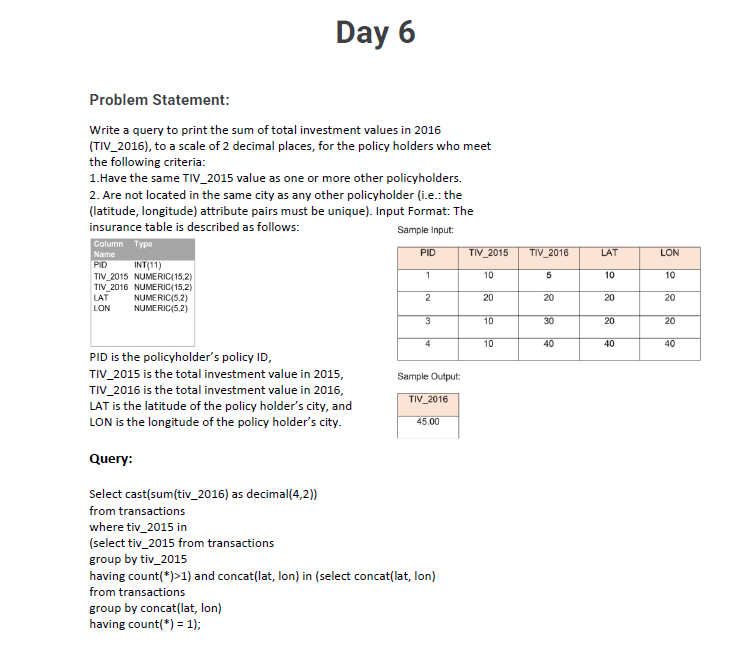 Day 6
Problem Statement:
Write a query to print the sum of total investment values in 2016
(TIV_2016), to a scale of 2 decimal places, for the policy holders who meet
the following criteria:
1.Have the same TIV_2015 value as one or more other policyholders.
2. Are not located in the same city as any other policyholder (i.e.: the
(latitude, longitude) attribute pairs must be unique). Input Format: The
insurance table is described as follows:
Column Name Type
PID INT(11)
TIV_2015 NUMERIC(15,2)
TIV_2016 NUMERIC(15,2)
LAT NUMERIC(5,2)
LON NUMERIC(5,2)
Sample Input:
PID TIV_2015 TIV_2016 LAT LON
1 10 5 10 10
2 20 20 20 20
3 10 30 20 20
4 10 40 40 40
PID is the policyholder's policy ID,
TIV_2015 is the total investment value in 2015,
TIV_2016 is the total investment value in 2016,
LAT is the latitude of the policy holder's city, and
LON is the longitude of the policy holder's city.
Sample Output:
TIV_2016
45.00
Query:
Select cast(sum(tiv_2016) as decimal(4,2))
from transactions
where tiv_2015 in
(select tiv_2015 from transactions
group by tiv_2015
having count(*)>1) and concat(lat, lon) in (select concat(lat, lon)
from transactions
group by concat(lat, lon)
having count(*) = 1);